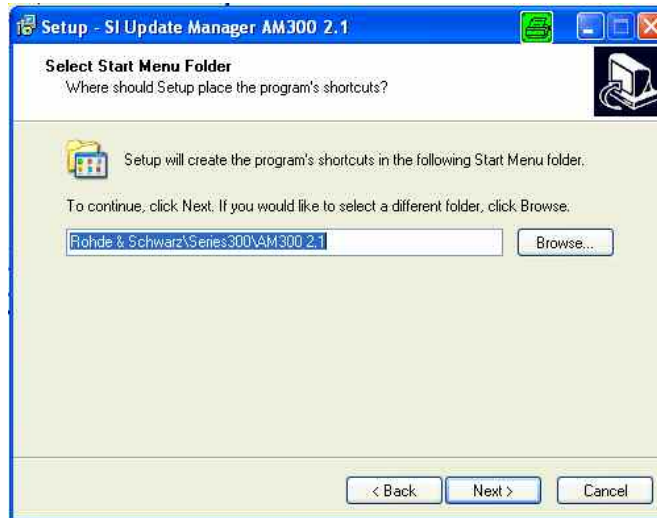 Setup - SI Update Manager AM300 2.1
Select Start Menu Folder
Where should Setup place the program's shortcuts?
Setup will create the program's shortcuts in the following Start Menu folder.
To continue, click Next. If you would like to select a different folder, click Browse.
Rohde & Schwarz\Series300\AM300 2.1
Browse...
< Back
Next >
Cancel